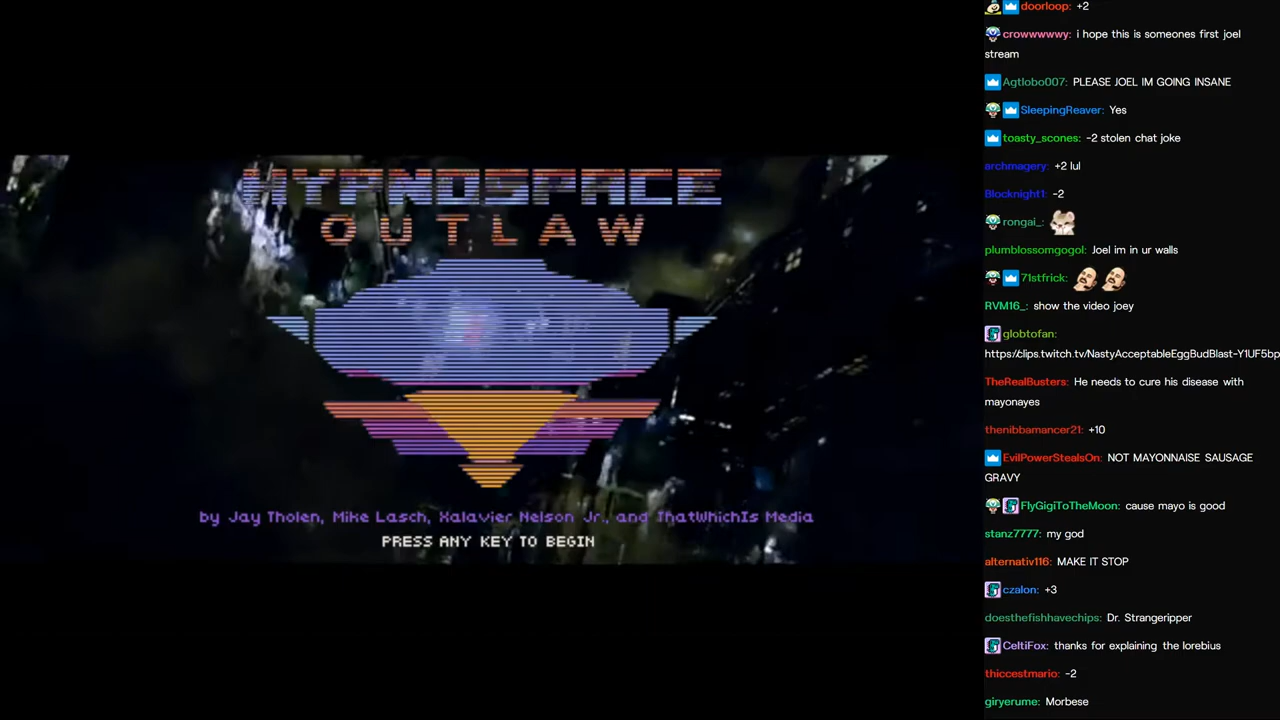 HYPNOSPACE
OUTLAW
by Jay Tholen, Mike Lasch, Xalavier Nelson Jr., and ThatWhichIs Media
PRESS ANY KEY TO BEGIN
doorloop: +2
crowwwwwy: i hope this is someones first joel
stream
Agtlobo007: PLEASE JOEL IM GOING INSANE
SleepingReaver: Yes
toasty_scones: -2 stolen chat joke
archmagery: +2 lul
Blocknight1: -2
rongai_:
plumblossomgogol: Joel im in ur walls
71stfrick:
RVM16_: show the video joey
globtofan:
https://clips.twitch.tv/NastyAcceptableEggBudBlast-Y1UF5bp
TheRealBusters: He needs to cure his disease with
mayonayes
thenibbamancer21: +10
EvilPowerStealsOn: NOT MAYONNAISE SAUSAGE
GRAVY
FlyGigiToTheMoon: cause mayo is good
stanz7777: my god
alternativ116: MAKE IT STOP
czalon: +3
doesthefishhavechips: Dr. Strangeripper
CeltiFox: thanks for explaining the lorebius
thiccestmario: -2
giryerume: Morbese